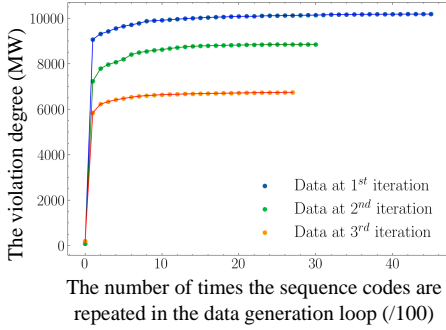 The violation degree (MW)
10000
8000
6000
4000
2000
0
Data at 1st iteration
Data at 2nd iteration
Data at 3rd iteration
0 10 20 30 40
The number of times the sequence codes are
repeated in the data generation loop (/100)